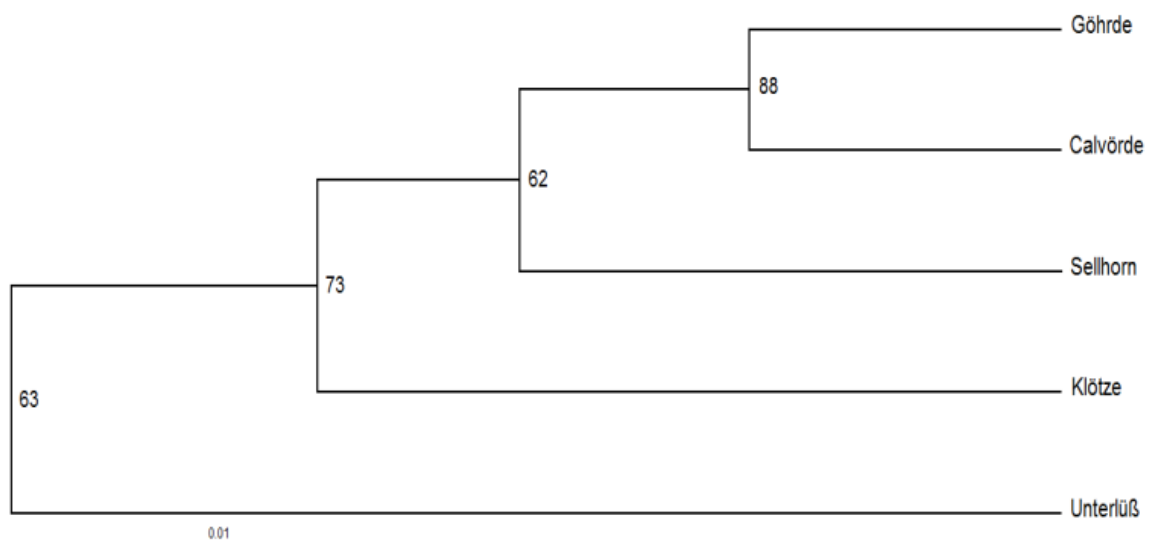 Göhrde
88
Calvörde
62
Sellhorn
73
Klötze
63
Unterlüß
0.01